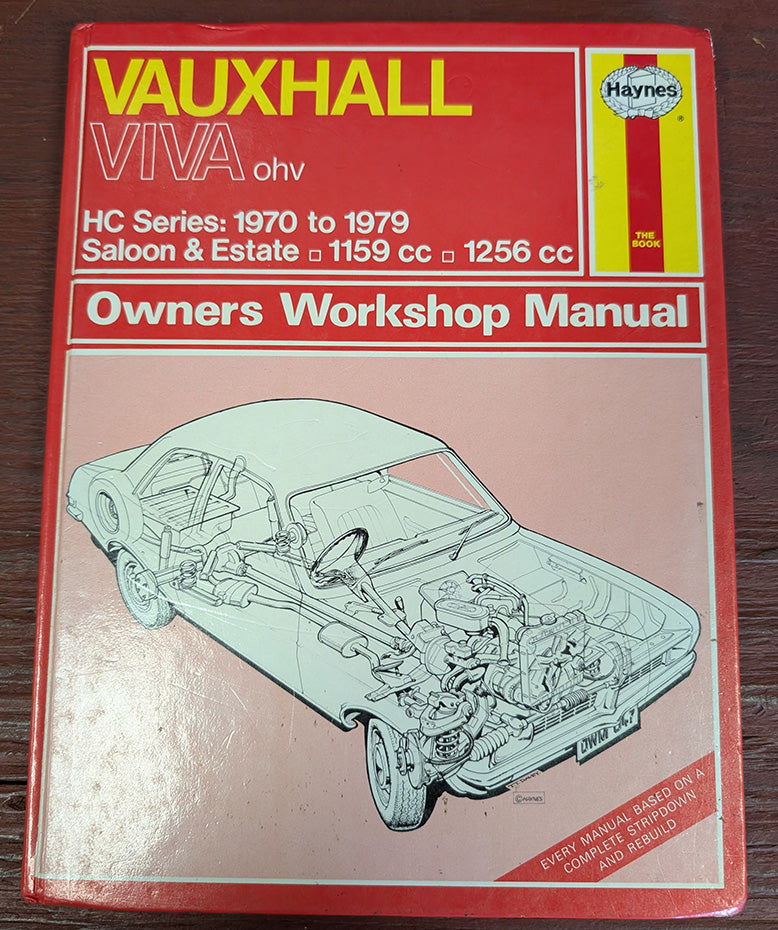 VAUXHALL
VIVA ohv
HC Series: 1970 to 1979
Saloon & Estate □ 1159 cc □ 1256 cc
Haynes
®
THE
BOOK
Owners Workshop Manual
© HAYNES
EVERY MANUAL BASED ON A
COMPLETE STRIPDOWN
AND REBUILD